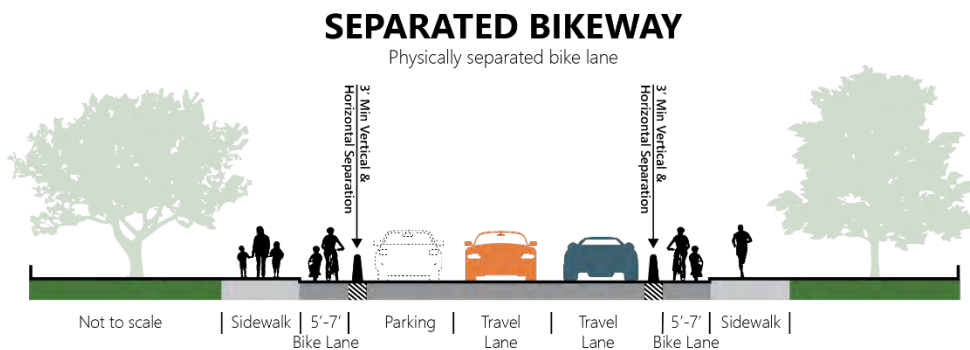 SEPARATED BIKEWAY
Physically separated bike lane
3' Min Vertical &
Horizontal Separation
3' Min Vertical &
Horizontal Separation
Not to scale
Sidewalk
5'-7'
Bike Lane
Parking
Travel
Lane
Travel
Lane
5'-7'
Bike Lane
Sidewalk